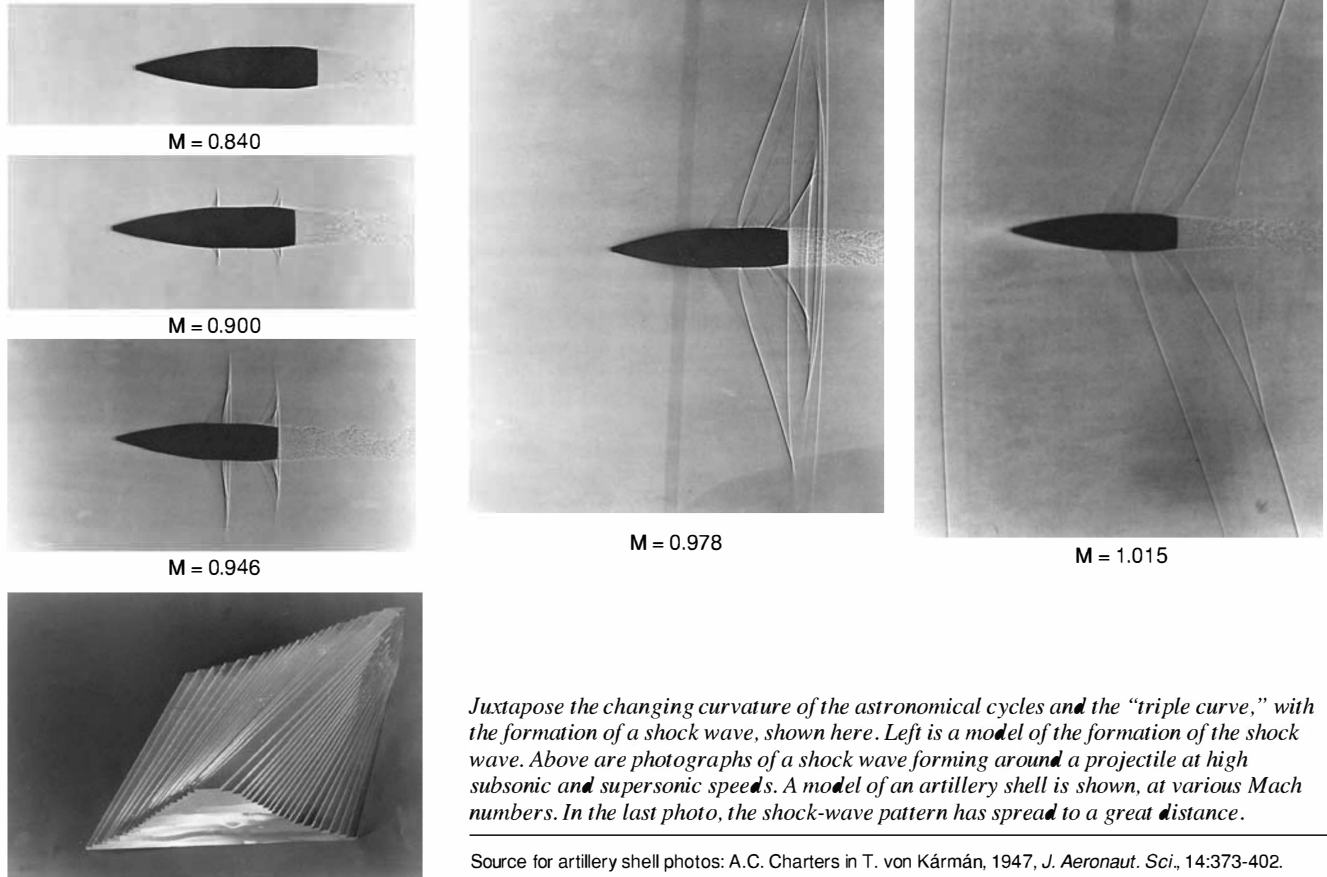 M = 0.840
M = 0.900
M = 0.946
M = 0.978
M = 1.015
Juxtapose the changing curvature of the astronomical cycles and the “triple curve,” with
the formation of a shock wave, shown here. Left is a model of the formation of the shock
wave. Above are photographs of a shock wave forming around a projectile at high
subsonic and supersonic speeds. A model of an artillery shell is shown, at various Mach
numbers. In the last photo, the shock-wave pattern has spread to a great distance.
Source for artillery shell photos: A.C. Charters in T. von Kármán, 1947, J. Aeronaut. Sci., 14:373-402.